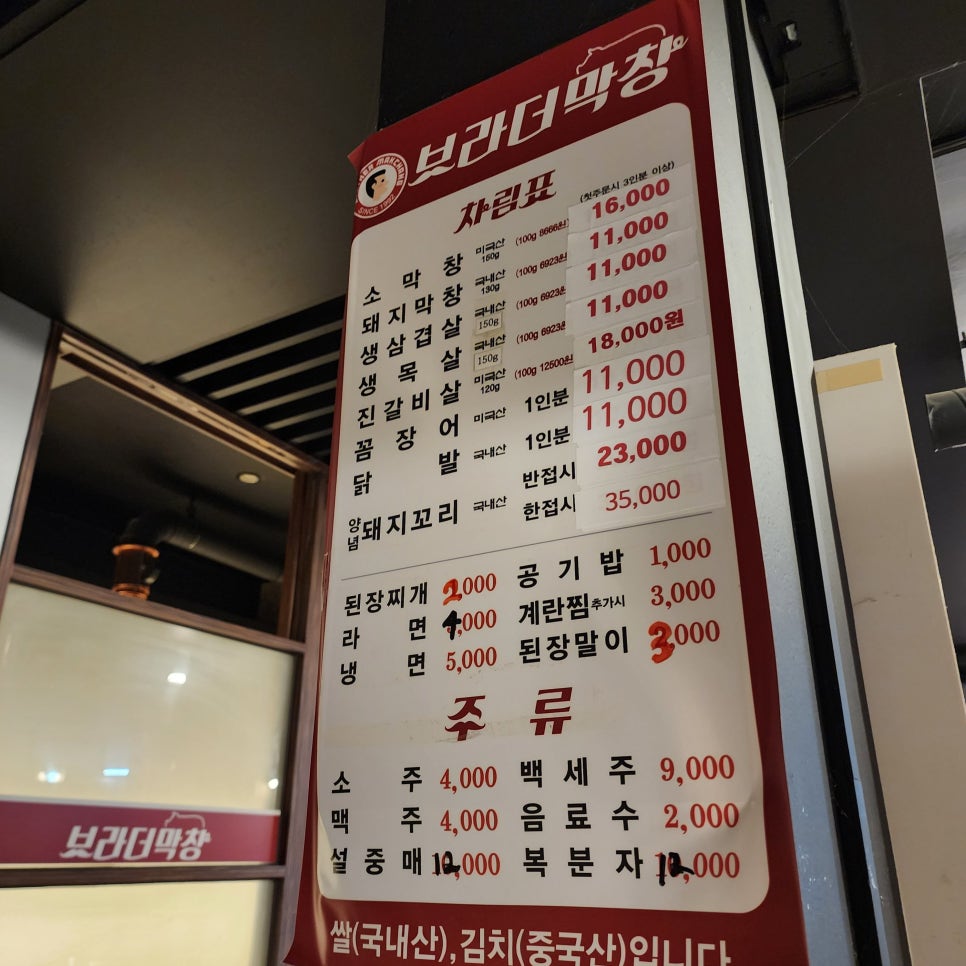 브라더막창
SINCE 1992
차림표
(첫주문시 3인분 이상)
소막창 미국산 150g (100g 8666원) 16,000
돼지막창 국내산 130g (100g 6923원 11,000
생삼겹살 국내산 150g (100g 6923 11,000
생목살 국내산 150g (100g 6923원 11,000
진갈비살 미국산 120g (100g 12500원 18,000원
꼼장어 미국산 1인분 11,000
닭발 국내산 1인분 11,000
양념돼지꼬리 국내산 반접시 23,000
한접시 35,000
된장찌개 2,000 공기밥 1,000
라면 4,000 계란찜추가시 3,000
냉면 5,000 된장말이 3,000
주류
소주 4,000 백세주 9,000
맥주 4,000 음료수 2,000
설중매 12,000 복분자 12,000
쌀(국내산),김치(중국산)입니다
브라더막창